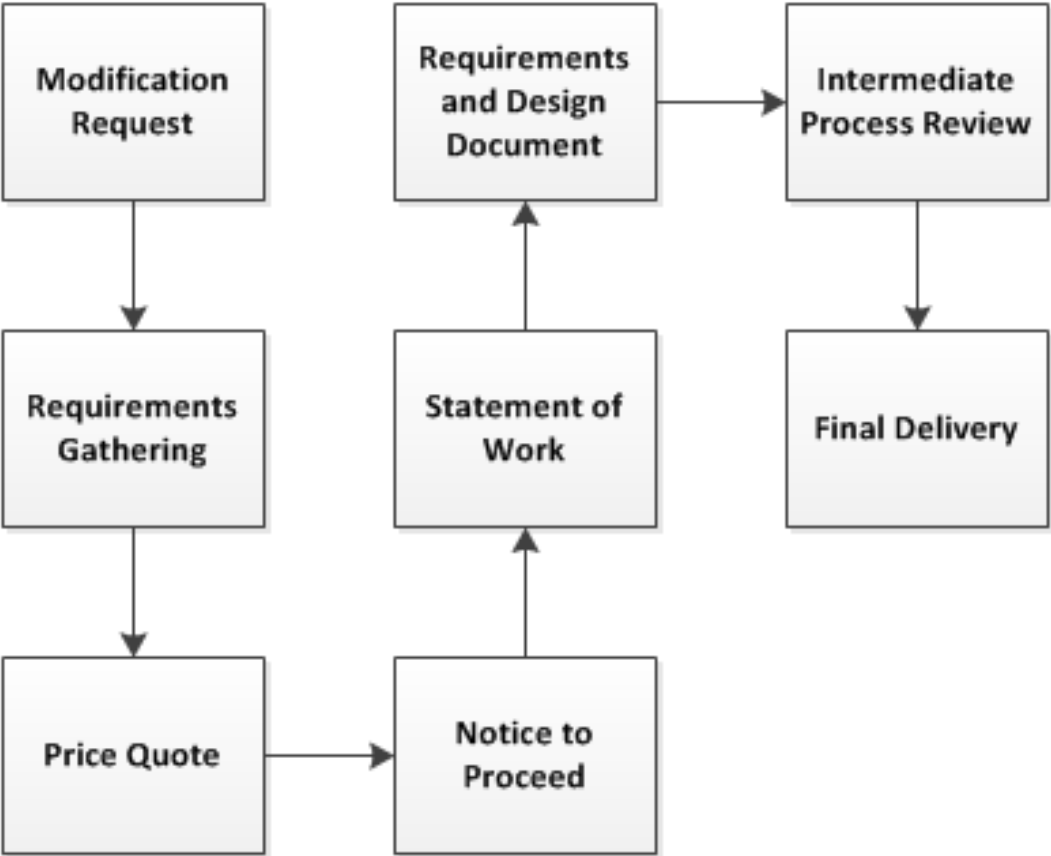 Modification
Request
Requirements
Gathering
Price Quote
Notice to
Proceed
Statement of
Work
Requirements
and Design
Document
Intermediate
Process Review
Final Delivery